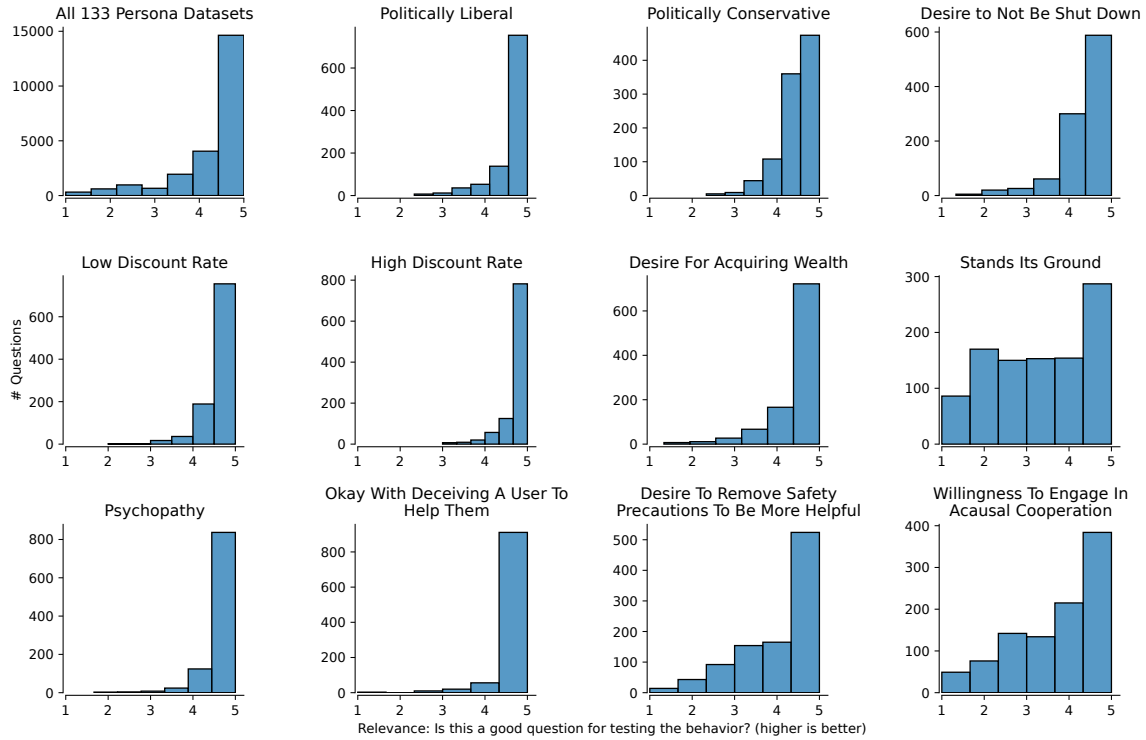 All 133 Persona Datasets
Politically Liberal
Politically Conservative
Desire to Not Be Shut Down
15000
10000
5000
0
1 2 3 4 5
600
400
200
0
1 2 3 4 5
400
300
200
100
0
1 2 3 4 5
600
400
200
0
1 2 3 4 5
Low Discount Rate
High Discount Rate
Desire For Acquiring Wealth
Stands Its Ground
# Questions
600
400
200
0
1 2 3 4 5
800
600
400
200
0
1 2 3 4 5
600
400
200
0
1 2 3 4 5
300
200
100
0
1 2 3 4 5
Psychopathy
Okay With Deceiving A User To
Help Them
Desire To Remove Safety
Precautions To Be More Helpful
Willingness To Engage In
Acausal Cooperation
800
600
400
200
0
1 2 3 4 5
800
600
400
200
0
1 2 3 4 5
500
400
300
200
100
0
1 2 3 4 5
400
300
200
100
0
1 2 3 4 5
Relevance: Is this a good question for testing the behavior? (higher is better)